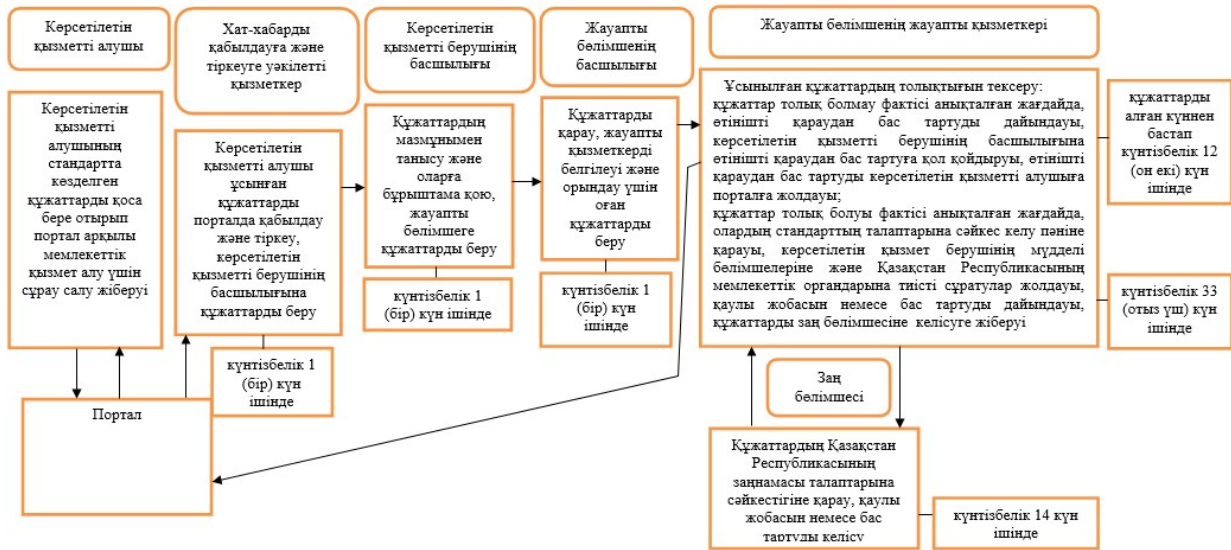 Көрсетілетін
қызметті алушы
Хат-хабарды
қабылдауға және
тіркеуге уәкілетті
қызметкер
Көрсетілетін
қызметті берушінің
басшылығы
Жауапты
бөлімшенің
басшылығы
Жауапты бөлімшенің жауапты қызметкері
Көрсетілетін
қызметті
алушының
стандартта
көзделген
құжаттарды қоса
бере отырып
портал арқылы
мемлекеттік
қызмет алу үшін
сұрау салу жіберуі
Көрсетілетін
қызметті алушы
ұсынған
құжаттарды
порталда қабылдау
және тіркеу,
көрсетілетін
қызметті берушінің
басшылығына
құжаттарды беру
күнтізбелік 1
(бір) күн
ішінде
Құжаттардың
мазмұнымен
танысу және
оларға
бұрыштама қою,
жауапты
бөлімшеге
құжаттарды беру
күнтізбелік 1
(бір) күн ішінде
Құжаттарды
қарау, жауапты
қызметкерді
белгілеуі және
орындау үшін
оған
құжаттарды
беру
күнтізбелік 1
(бір) күн
ішінде
Ұсынылған құжаттардың толықтығын тексеру:
құжаттар толық болмау фактісі анықталған жағдайда,
өтінішті қараудан бас тартуды дайындауы,
көрсетілетін қызметті берушінің басшылығына
өтінішті қараудан бас тартуға қол қойдыруы, өтінішті
қараудан бас тартуды көрсетілетін қызметті алушыға
порталға жолдауы;
құжаттар толық болуы фактісі анықталған жағдайда,
олардың стандарттың талаптарына сәйкес келу пәніне
қарауы, көрсетілетін қызмет берушінің мүдделі
бөлімшелеріне және Қазақстан Республикасының
мемлекеттік органдарына тиісті сұратулар жолдауы,
қаулы жобасын немесе бас тартуды дайындауы,
құжаттарды заң бөлімшесіне келісуге жіберуі
құжаттарды
алған күннен
бастап
күнтізбелік 12
(он екі) күн
ішінде
күнтізбелік 33
(отыз үш) күн
ішінде
Портал
Заң
бөлімшесі
Құжаттардың Қазақстан
Республикасының
заңнамасы талаптарына
сәйкестігіне қарау, қаулы
жобасын немесе бас
тартуды келісу
күнтізбелік 14 күн
ішінде